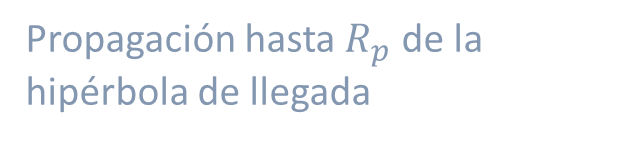 Propagación hasta $R_p$ de la
hipérbola de llegada